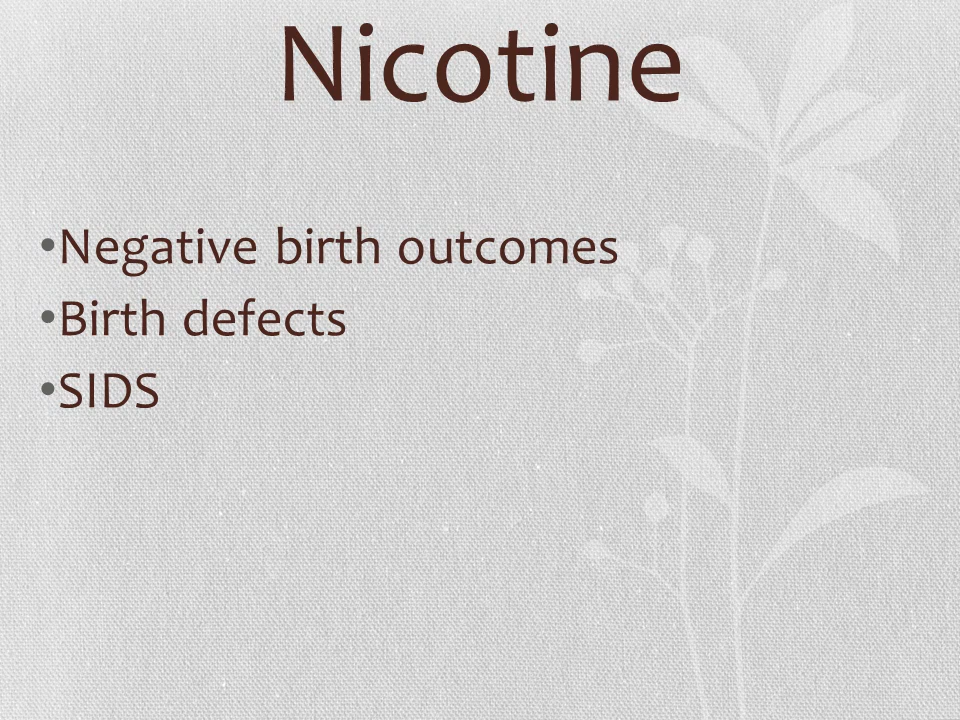 Nicotine
•Negative birth outcomes
•Birth defects
•SIDS